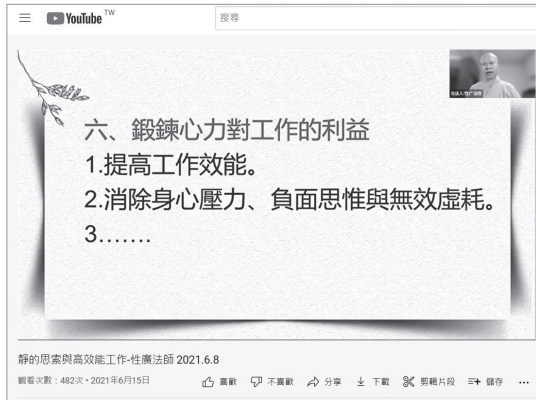 YouTube TW
搜尋
六、鍛鍊心力對工作的利益
1.提高工作效能。
2.消除身心壓力、負面思惟與無效虛耗。
3.……
靜的思索與高效能工作-性廣法師 2021.6.8
觀看次數：482次•2021年6月15日 喜歡 不喜歡 分享 下載 剪輯片段 儲存